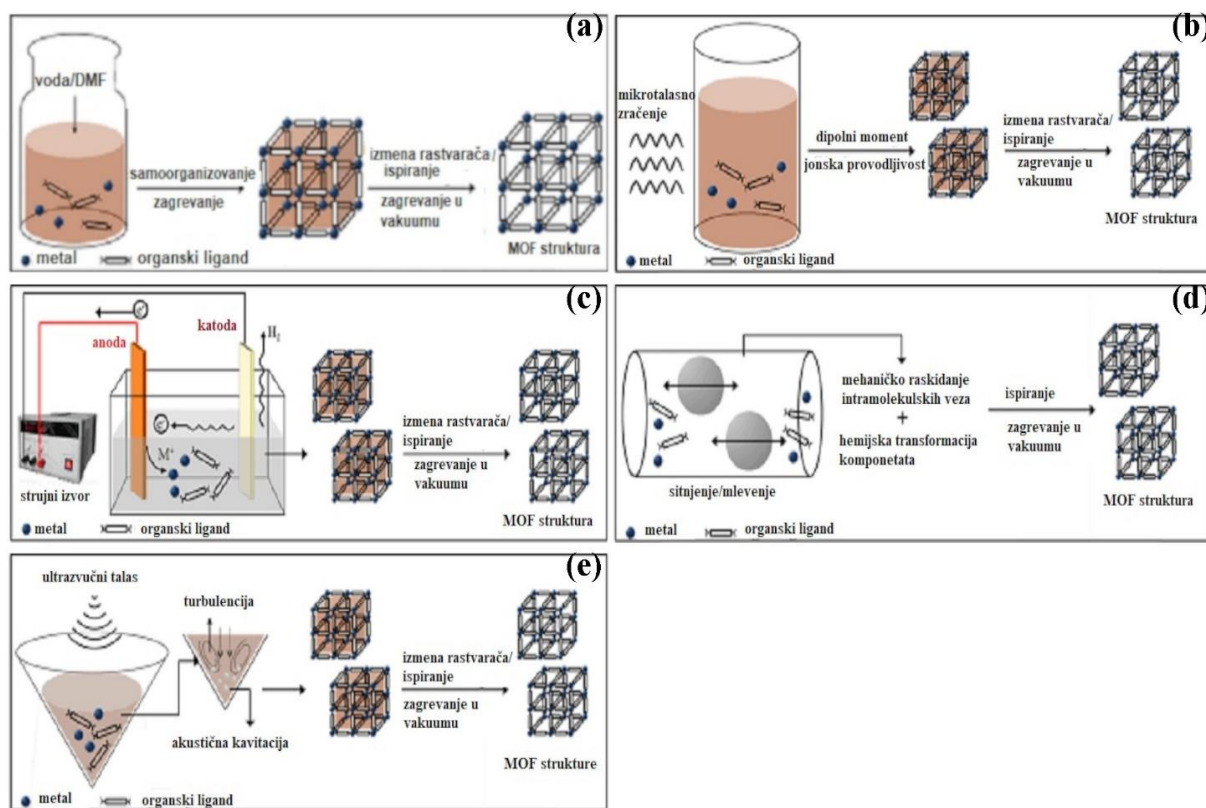 (a)
voda/DMF
samoorganizovanje
zagrevanje
izmena rastvarača/
ispiranje
zagrevanje u
vakuumu
MOF struktura
metal
organski ligand
(b)
mikrotalasno
zračenje
dipolni moment
jonska provodljivost
izmena rastvarača/
ispiranje
zagrevanje u
vakuumu
MOF struktura
metal
organski ligand
(c)
katoda
anoda
H₂
e⁻
e⁻
M⁺
strujni izvor
izmena rastvarača/
ispiranje
zagrevanje u
vakuumu
MOF struktura
metal
organski ligand
(d)
mehaničko raskidanje
intramolekulskih veza
+
hemijska transformacija
komponetata
sitnjenje/mlevenje
ispiranje
zagrevanje u
vakuumu
MOF struktura
metal
organski ligand
(e)
ultrazvučni talas
turbulencija
akustična kavitacija
izmena rastvarača/
ispiranje
zagrevanje u
vakuumu
MOF strukture
metal
organski ligand